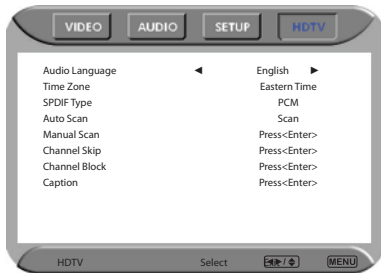 VIDEO AUDIO SETUP HDTV
Audio Language ◀ English ▶
Time Zone Eastern Time
SPDIF Type PCM
Auto Scan Scan
Manual Scan Press<Enter>
Channel Skip Press<Enter>
Channel Block Press<Enter>
Caption Press<Enter>
HDTV Select MENU